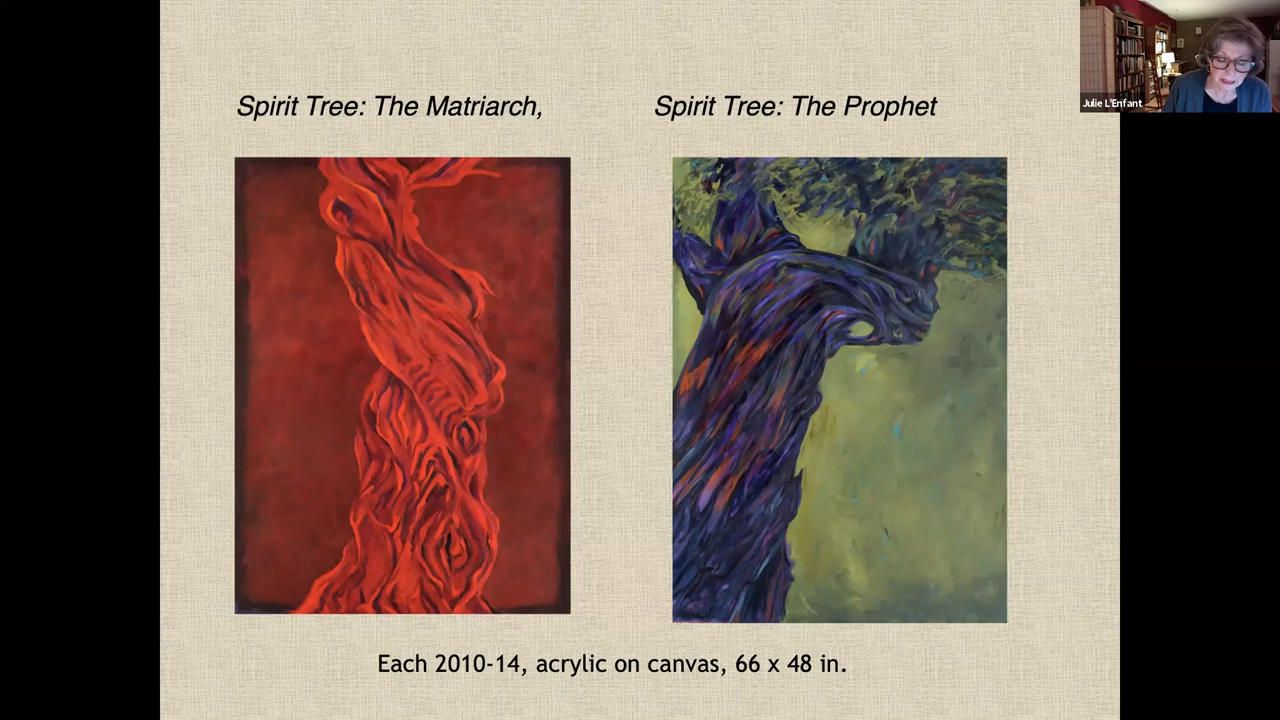 Spirit Tree: The Matriarch,
Spirit Tree: The Prophet
Julie L'Enfant
Each 2010-14, acrylic on canvas, 66 x 48 in.